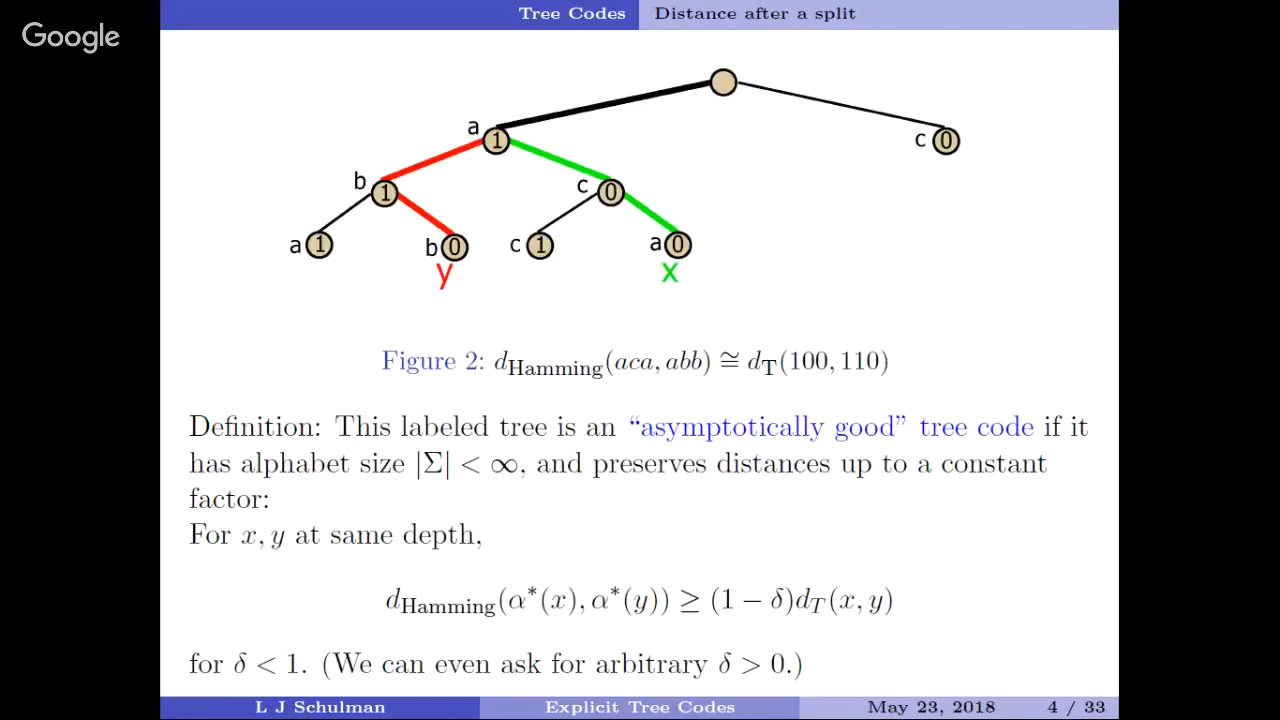 Google
Tree Codes Distance after a split
a 1 c 0
b 1 c 0
a 1 b 0 c 1 a 0
y x
Figure 2: d_Hamming(aca, abb) ≅ d_T(100, 110)
Definition: This labeled tree is an “asymptotically good” tree code if it
has alphabet size |Σ| < ∞, and preserves distances up to a constant
factor:
For x, y at same depth,
d_Hamming(α*(x), α*(y)) ≥ (1 − δ)d_T(x, y)
for δ < 1. (We can even ask for arbitrary δ > 0.)
L J Schulman Explicit Tree Codes May 23, 2018 4 / 33